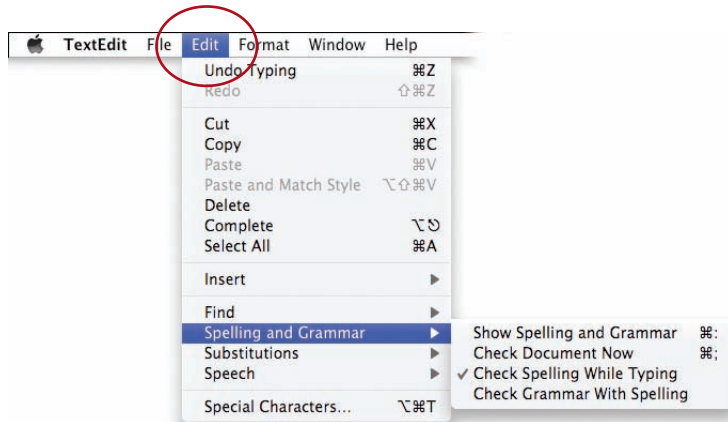 TextEdit File Edit Format Window Help
Undo Typing ⌘Z
Redo ⇧⌘Z
Cut ⌘X
Copy ⌘C
Paste ⌘V
Paste and Match Style ⌥⇧⌘V
Delete
Complete ⌥⎋
Select All ⌘A
Insert ▶
Find ▶
Spelling and Grammar ▶
Substitutions ▶
Speech ▶
Special Characters... ⌥⌘T
Show Spelling and Grammar ⌘:
Check Document Now ⌘;
✓ Check Spelling While Typing
Check Grammar With Spelling